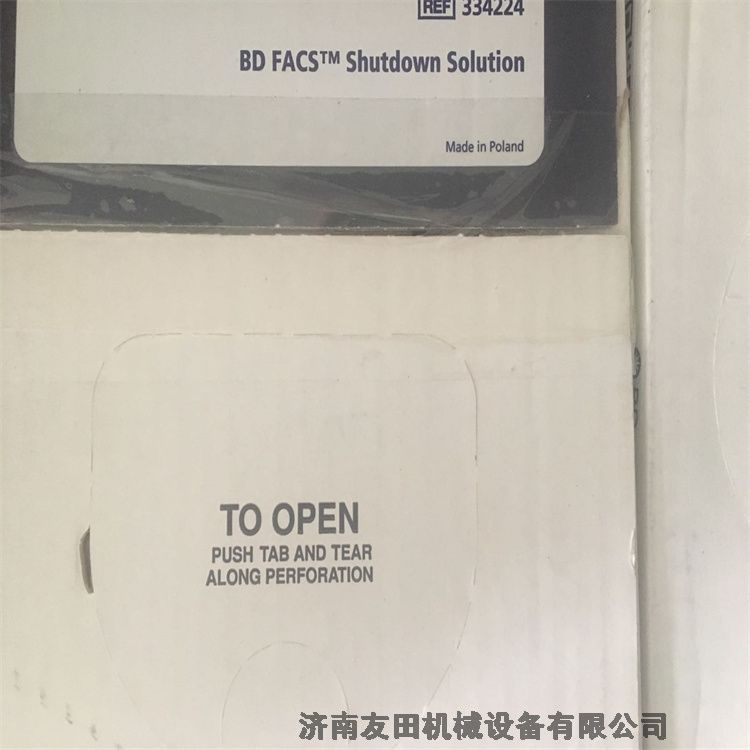 REF 334224
BD FACS™ Shutdown Solution
Made in Poland
TO OPEN
PUSH TAB AND TEAR
ALONG PERFORATION
济南友田机械设备有限公司